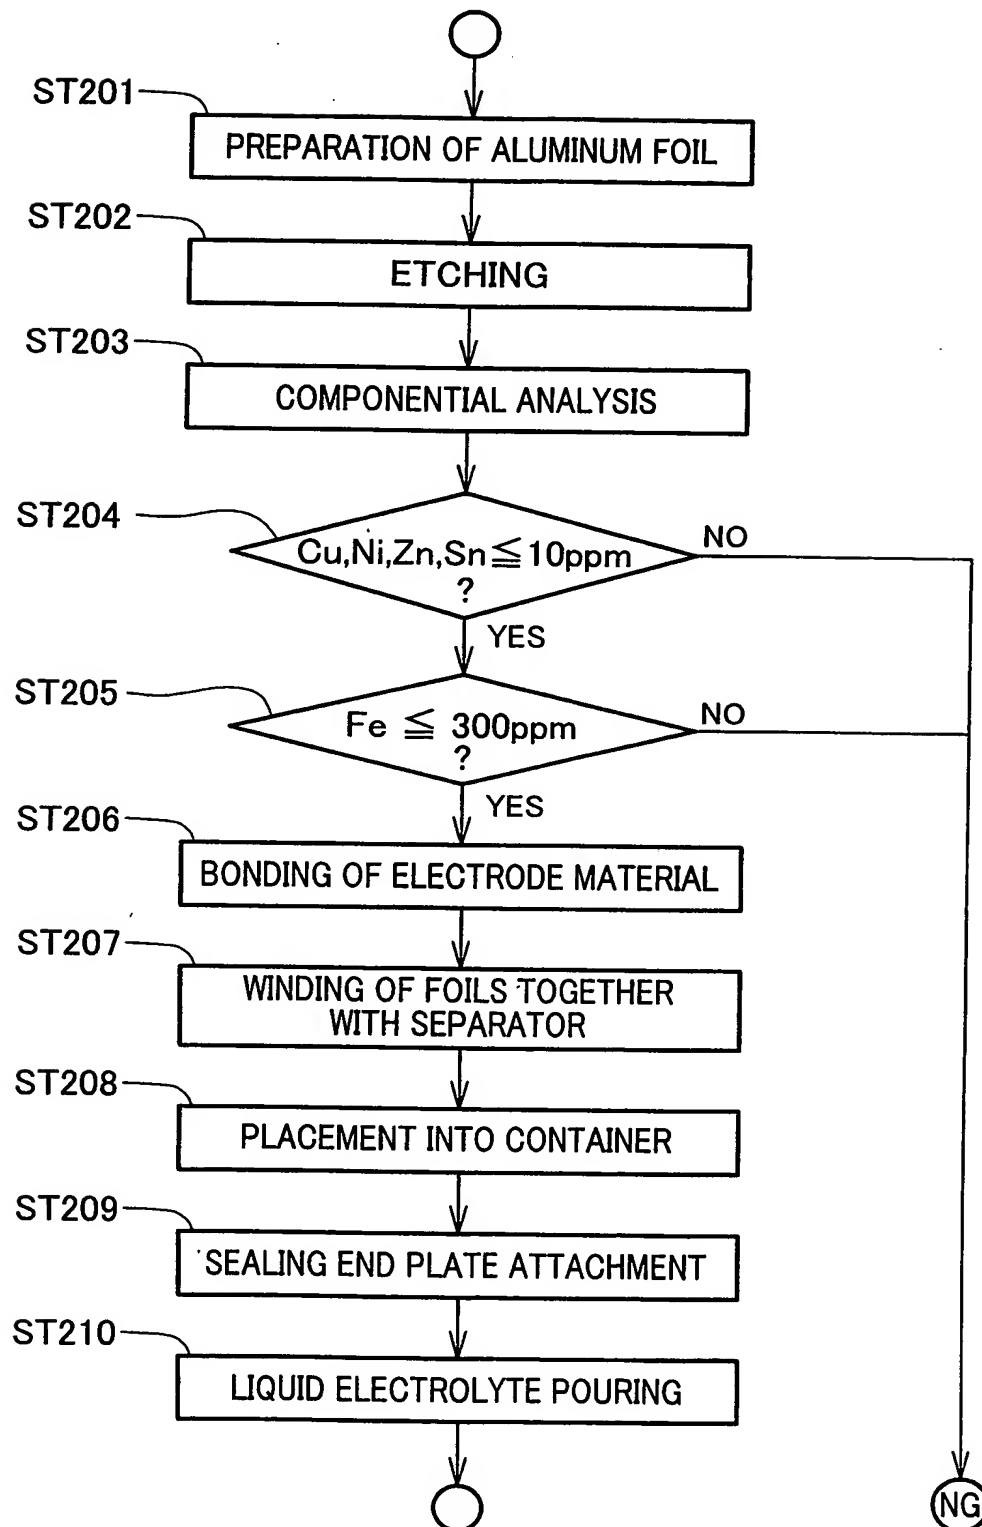 ST201
PREPARATION OF ALUMINUM FOIL
ST202
ETCHING
ST203
COMPONENTIAL ANALYSIS
ST204
Cu,Ni,Zn,Sn≦10ppm
?
NO
YES
ST205
Fe ≦ 300ppm
?
NO
YES
ST206
BONDING OF ELECTRODE MATERIAL
ST207
WINDING OF FOILS TOGETHER
WITH SEPARATOR
ST208
PLACEMENT INTO CONTAINER
ST209
SEALING END PLATE ATTACHMENT
ST210
LIQUID ELECTROLYTE POURING
NG